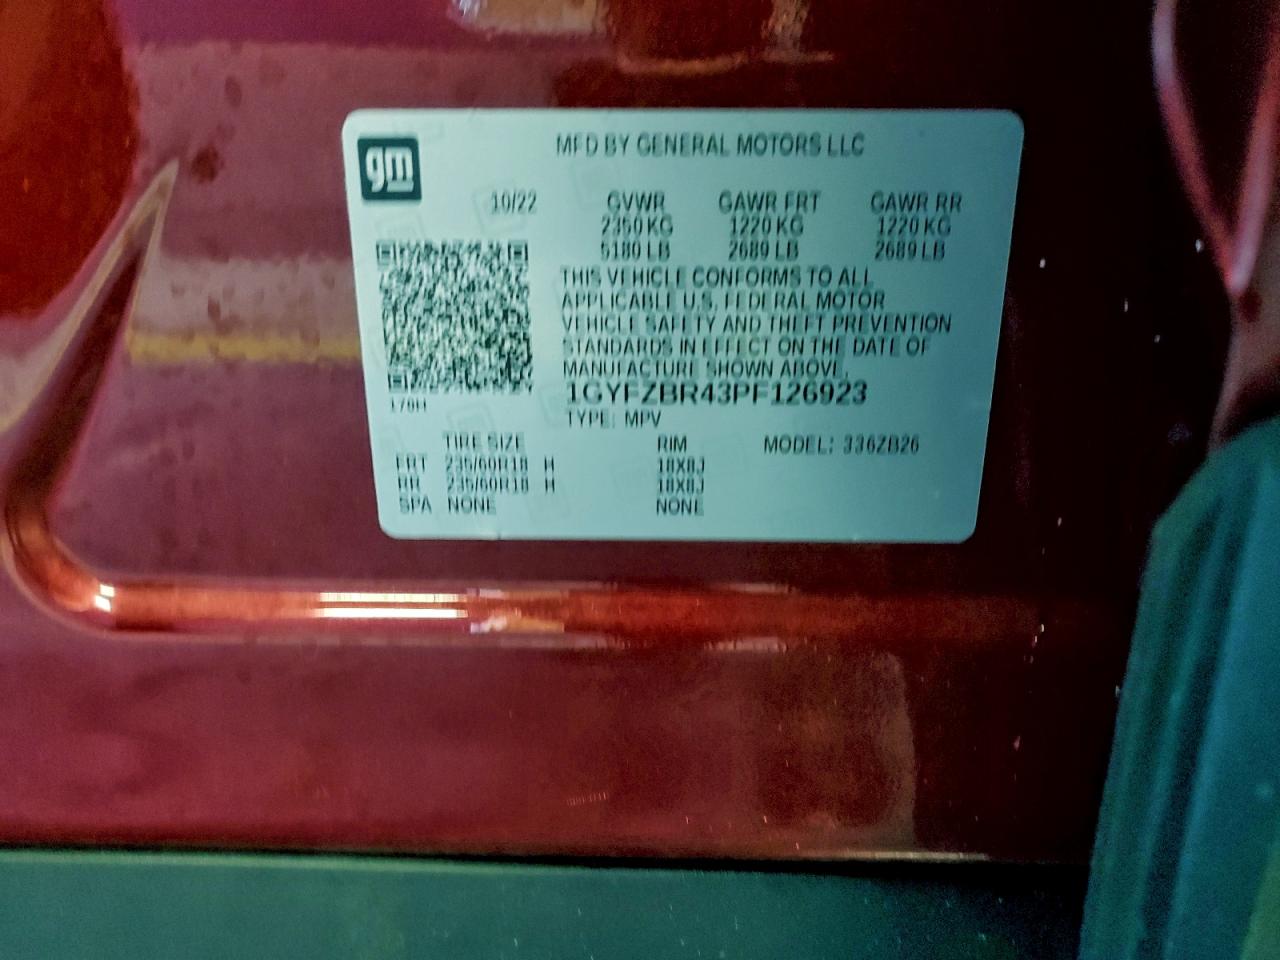 gm
MFD BY GENERAL MOTORS LLC
10/22 GVWR GAWR FRT GAWR RR
2350 KG 1220 KG 1220 KG
5180 LB 2689 LB 2689 LB
THIS VEHICLE CONFORMS TO ALL
APPLICABLE U.S. FEDERAL MOTOR
VEHICLE SAFETY AND THEFT PREVENTION
STANDARDS IN EFFECT ON THE DATE OF
MANUFACTURE SHOWN ABOVE.
1GYFZBR43PF126923
170H
TYPE: MPV
TIRE SIZE RIM MODEL: 336ZB26
FRT 235/60R18 H 18X8J
RR 235/60R18 H 18X8J
SPA NONE NONE